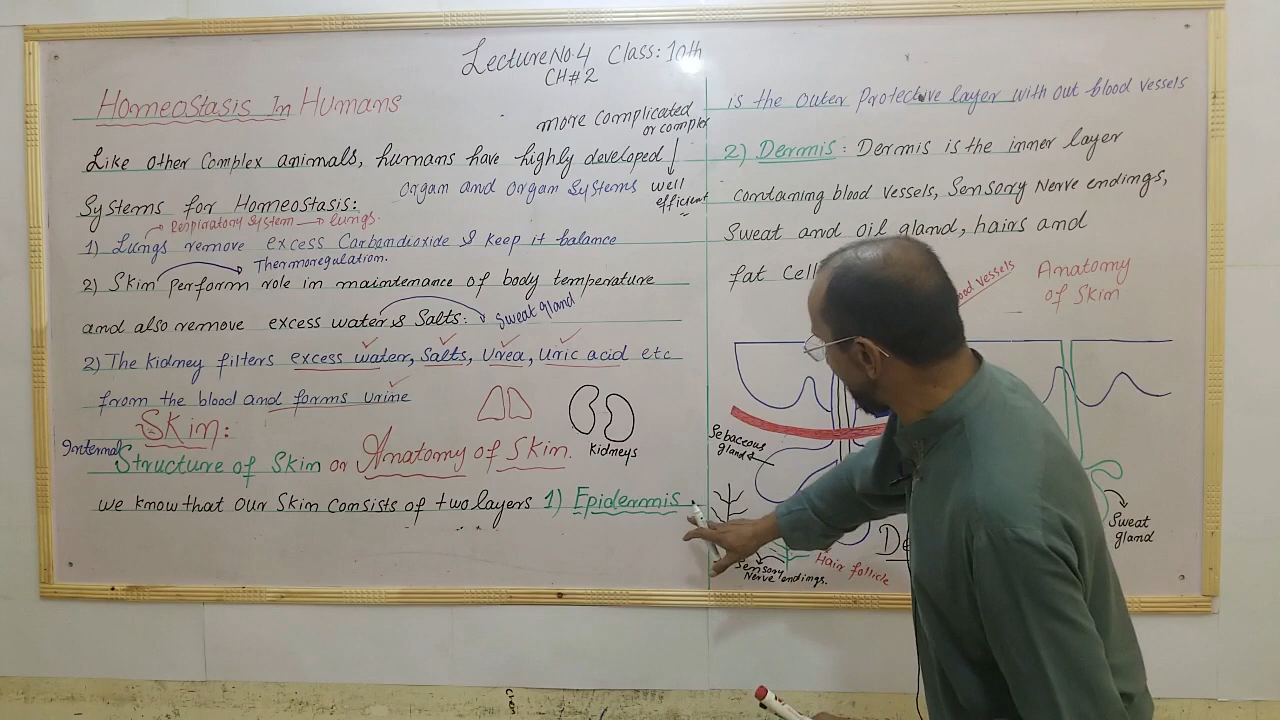 Lecture No.4 Class: 10th
CH#2
Homeostasis In Humans
more complicated
or complex
Like other complex animals, humans have highly developed
organ and organ systems
well
efficient
Systems for Homeostasis:
Respiratory system → lungs.
1) Lungs remove excess Carbondioxide & keep it balance
Thermoregulation.
2) Skin perform role in maintenance of body temperature
and also remove excess water & Salts:
Sweat gland
2) The kidney filters excess water, Salts, Urea, Uric acid etc
from the blood and forms urine
Skin:
kidneys
Internal
Structure of Skin or Anatomy of Skin.
we know that our Skin consists of two layers 1) Epidermis
is the outer Protective layer with out blood vessels
2) Dermis: Dermis is the inner layer
containing blood vessels, Sensory Nerve endings,
Sweat and oil gland, hairs and
fat
vessels
Anatomy
of Skin
Sebaceous
gland
Sweat
gland
Sensory
Nerve endings.
Hair follicle